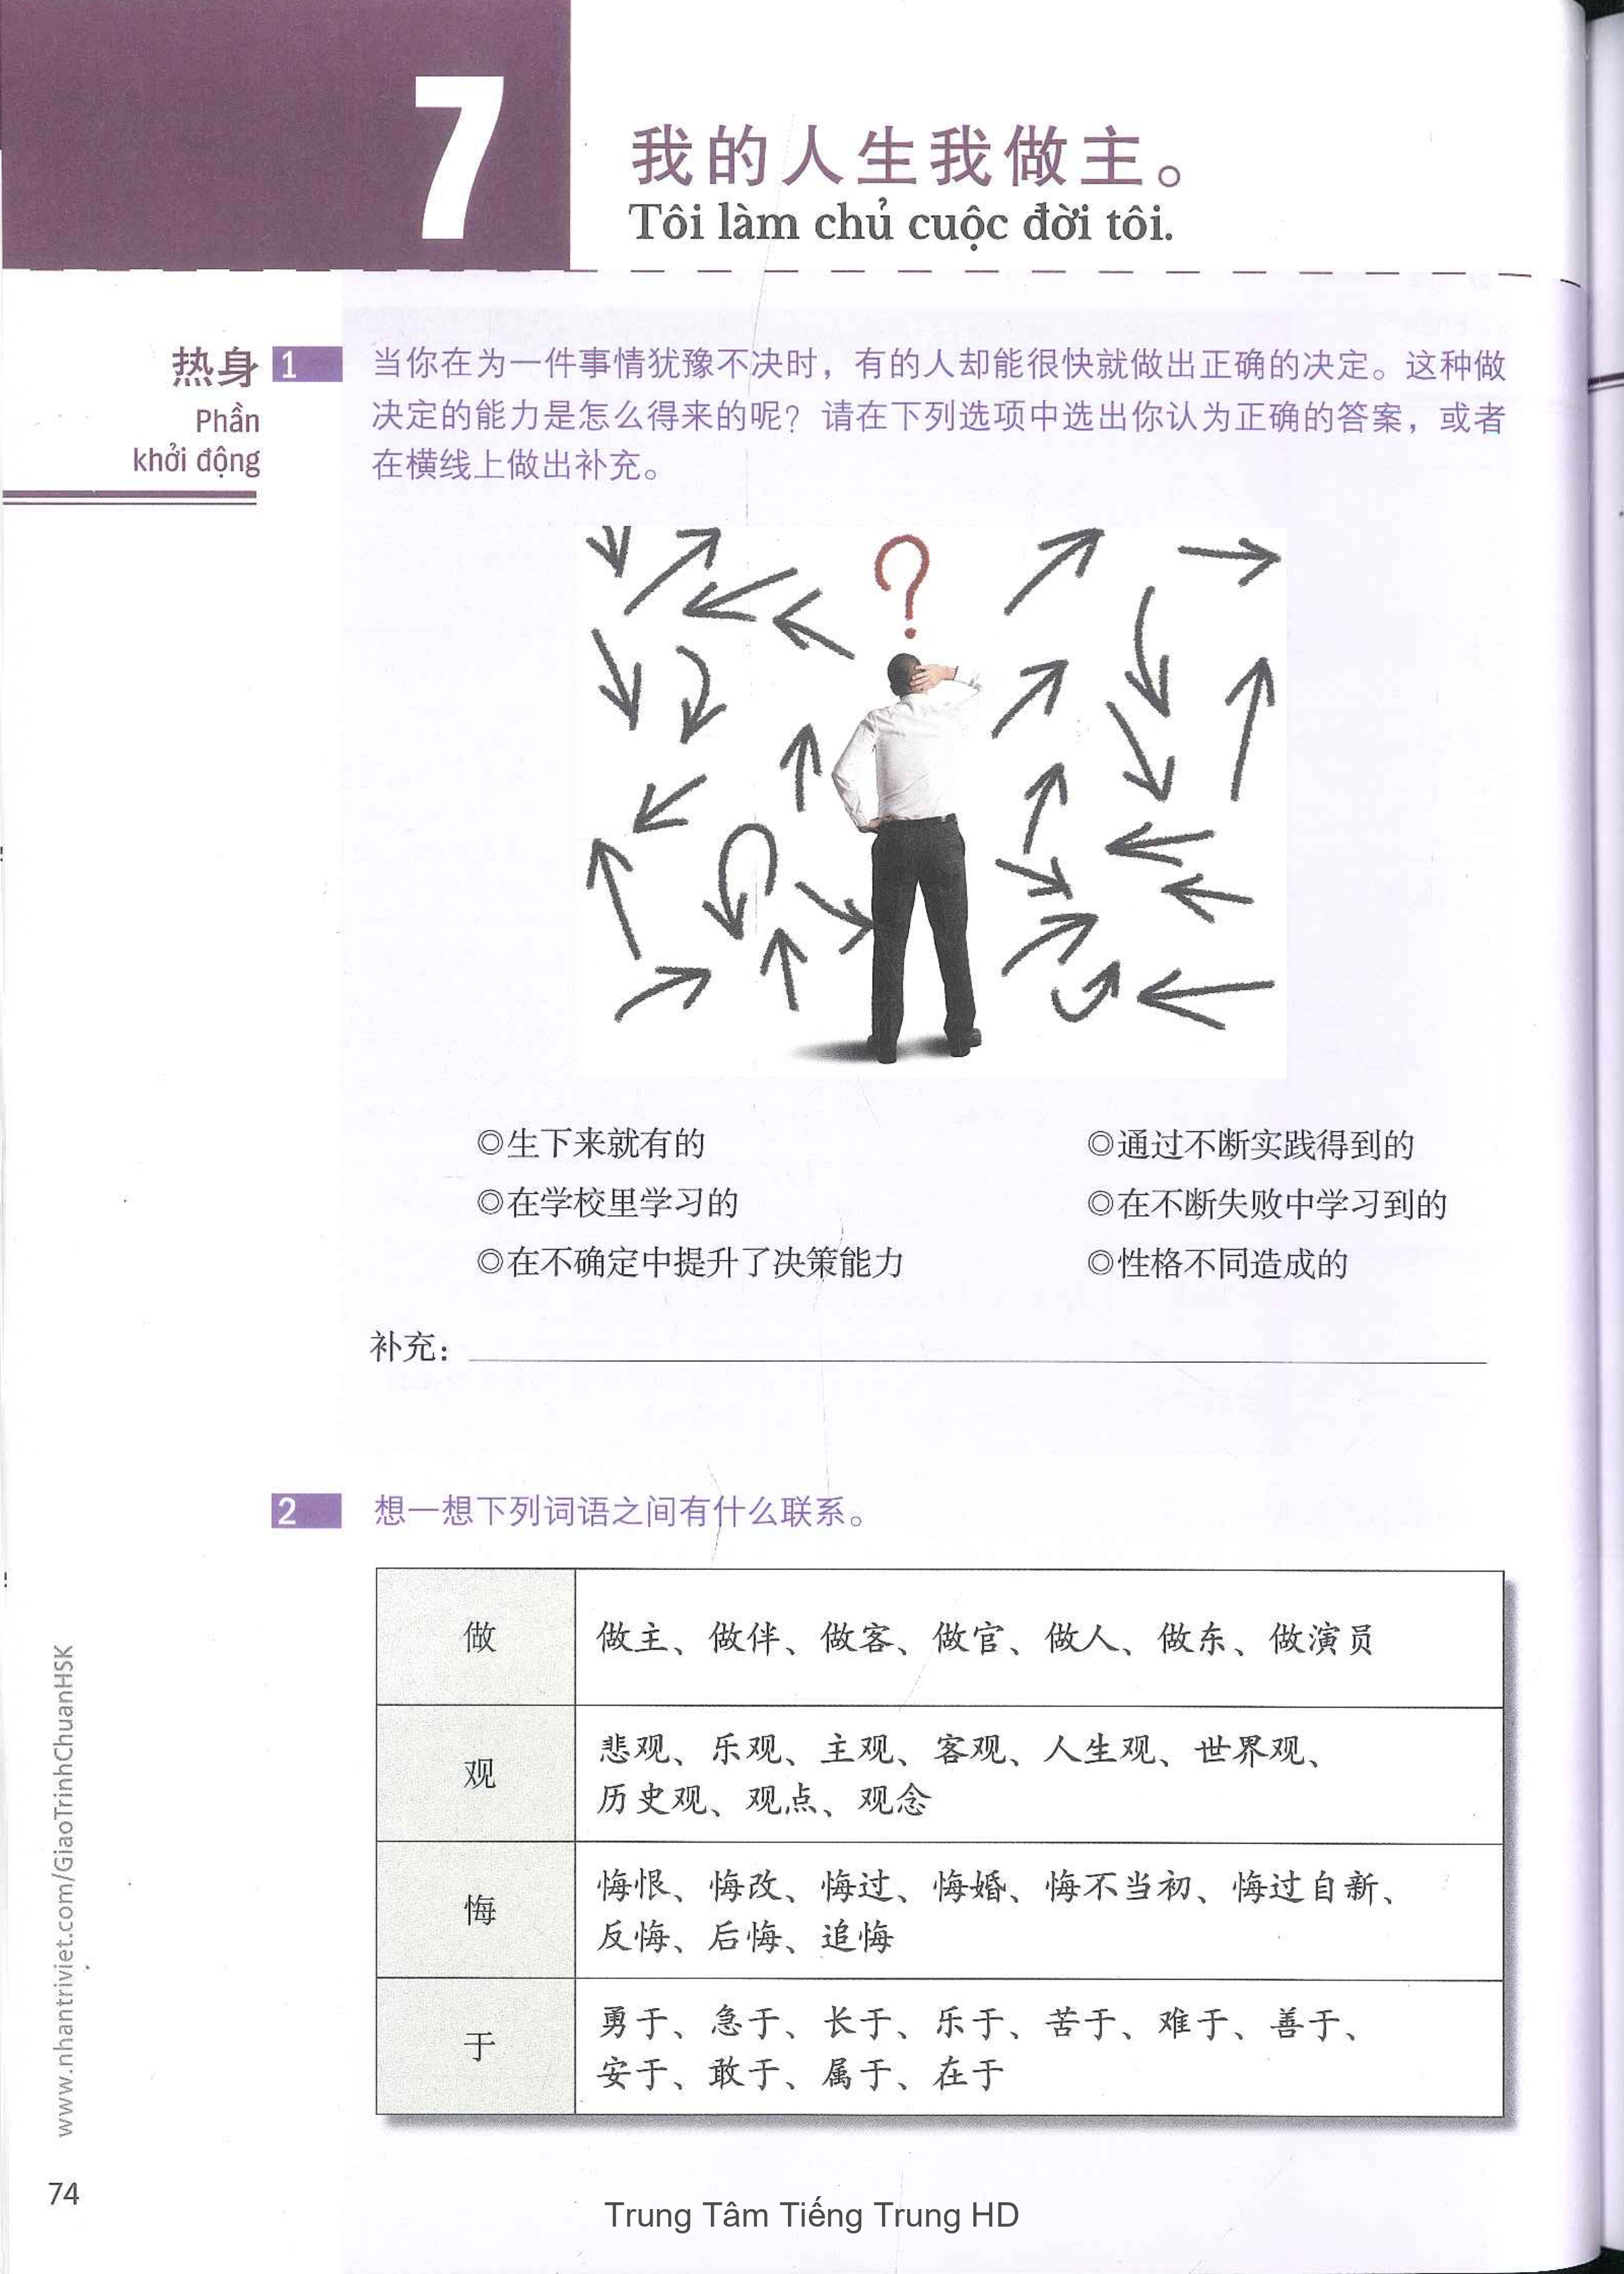 7
我的人生我做主。
Tôi làm chủ cuộc đời tôi.
热身
Phần
khởi động
1
当你在为一件事情犹豫不决时，有的人却能很快就做出正确的决定。这种做
决定的能力是怎么得来的呢？请在下列选项中选出你认为正确的答案，或者
在横线上做出补充。
?
◎生下来就有的
◎通过不断实践得到的
◎在学校里学习的
◎在不断失败中学习到的
◎在不确定中提升了决策能力
◎性格不同造成的
补充：
2
想一想下列词语之间有什么联系。
做
做主、做伴、做客、做官、做人、做东、做演员
观
悲观、乐观、主观、客观、人生观、世界观、
历史观、观点、观念
悔
悔恨、悔改、悔过、悔婚、悔不当初、悔过自新、
反悔、后悔、追悔
于
勇于、急于、长于、乐于、苦于、难于、善于、
安于、敢于、属于、在于
www.nhantriviet.com/GiaoTrinhChuanHSK
74
Trung Tâm Tiếng Trung HD